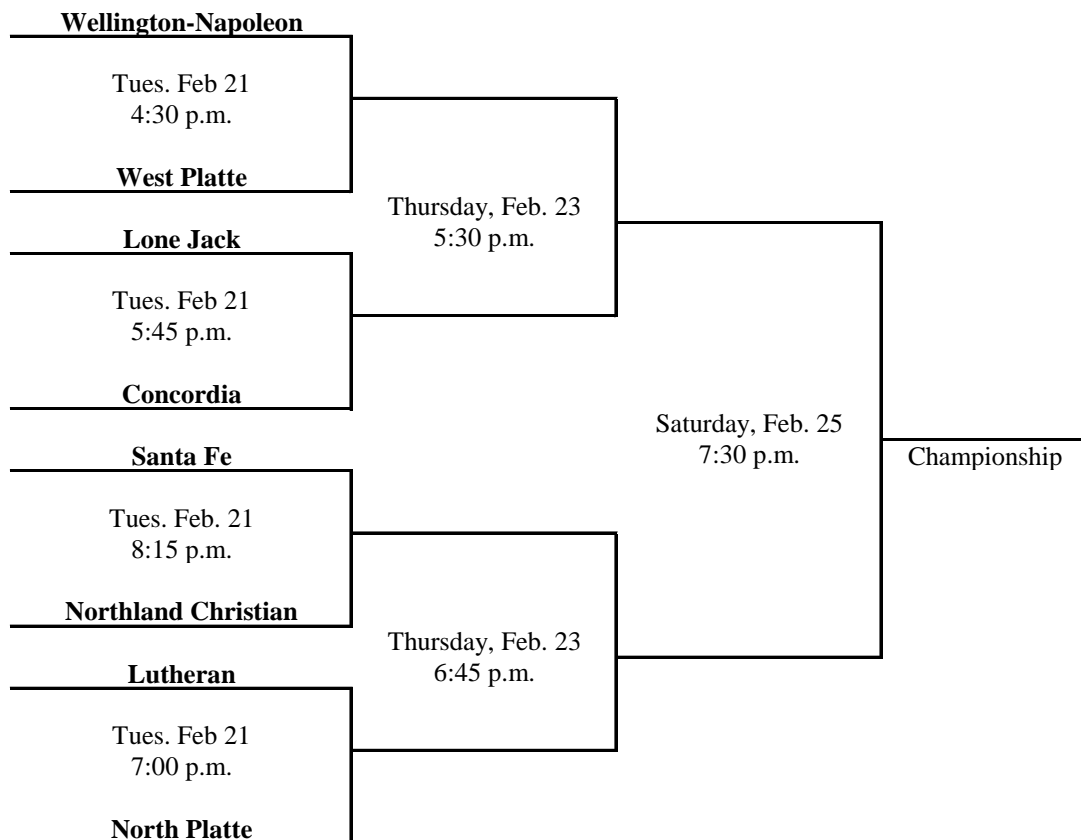 Wellington-Napoleon
Tues. Feb 21
4:30 p.m.
West Platte
Thursday, Feb. 23
5:30 p.m.
Lone Jack
Tues. Feb 21
5:45 p.m.
Concordia
Saturday, Feb. 25
7:30 p.m.
Championship
Santa Fe
Tues. Feb. 21
8:15 p.m.
Northland Christian
Thursday, Feb. 23
6:45 p.m.
Lutheran
Tues. Feb 21
7:00 p.m.
North Platte